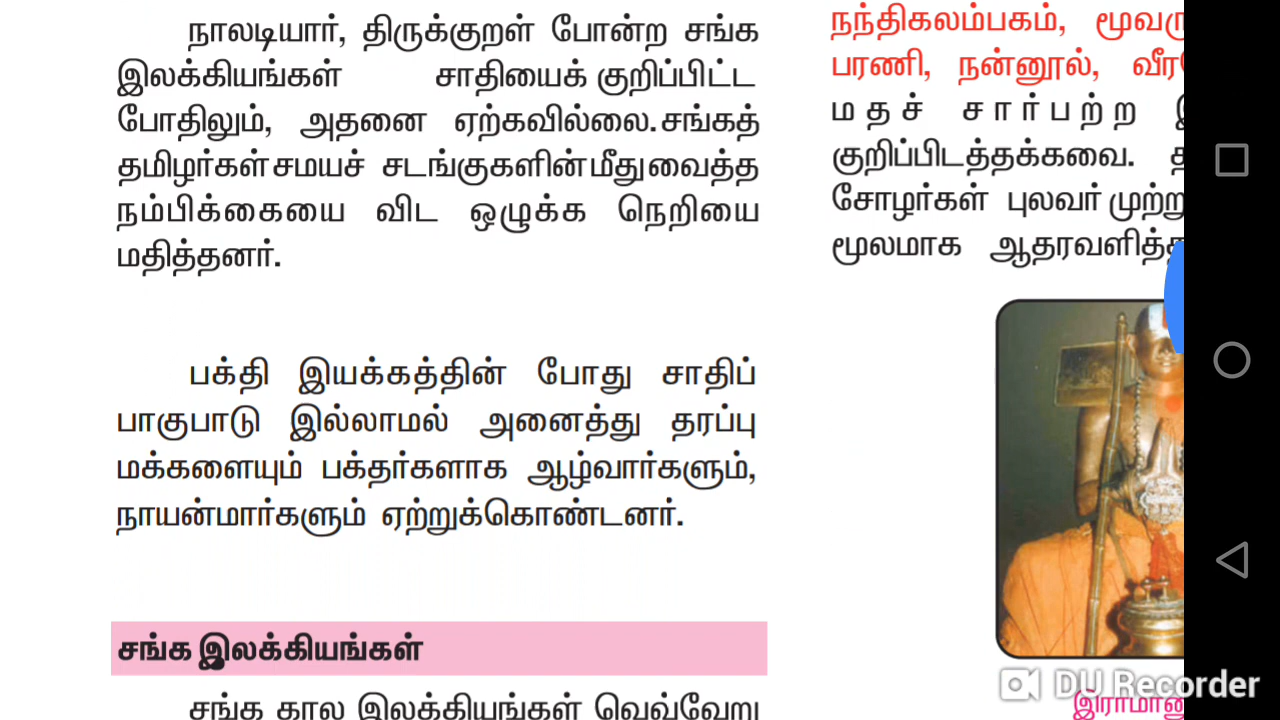 நாலடியார், திருக்குறள் போன்ற சங்க
இலக்கியங்கள் சாதியைக் குறிப்பிட்ட
போதிலும், அதனை ஏற்கவில்லை.சங்கத்
தமிழர்கள் சமயச் சடங்குகளின் மீது வைத்த
நம்பிக்கையை விட ஒழுக்க நெறியை
மதித்தனர்.
பக்தி இயக்கத்தின் போது சாதிப்
பாகுபாடு இல்லாமல் அனைத்து தரப்பு
மக்களையும் பக்தர்களாக ஆழ்வார்களும்,
நாயன்மார்களும் ஏற்றுக்கொண்டனர்.
சங்க இலக்கியங்கள்
சங்க கால இலக்கியங்கள் வெவ்வேறு
நந்திகலம்பகம்,
பரணி, நன்னூல்,
மதச் சார்பற்ற
குறிப்பிடத்தக்கவை.
சோழர்கள் புலவர்
மூலமாக
DU Recorder